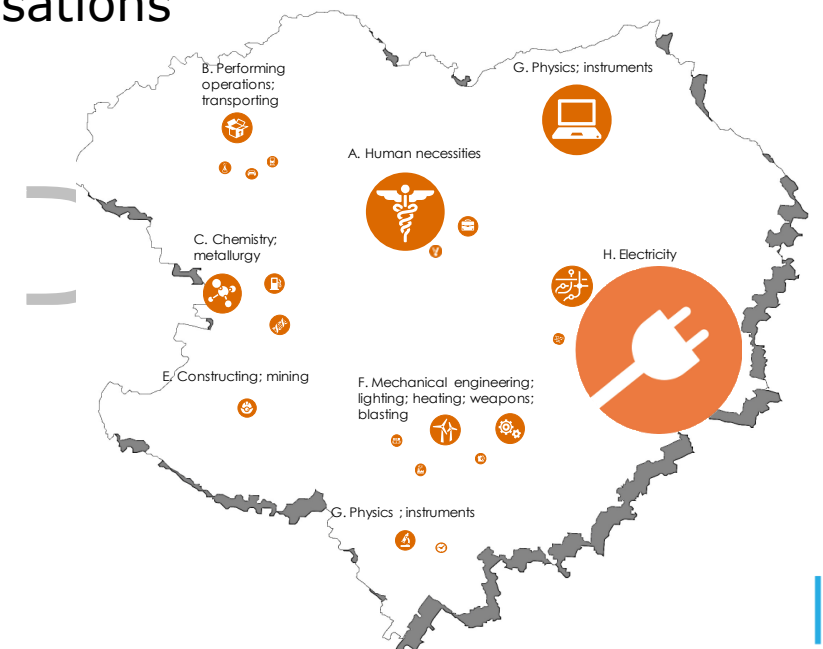 sations
B. Performing
operations;
transporting
G. Physics; instruments
A. Human necessities
C. Chemistry;
metallurgy
H. Electricity
E. Constructing; mining
F. Mechanical engineering;
lighting; heating; weapons;
blasting
G. Physics ; instruments